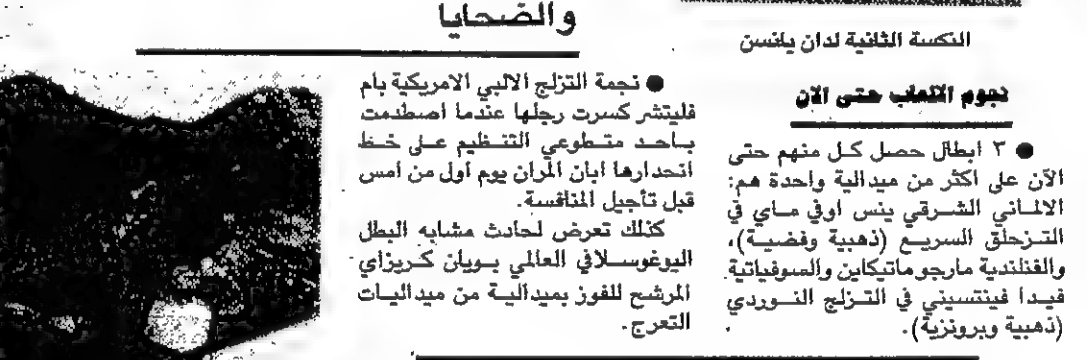 النكسة الثانية لدان يانسن
نجوم الالعاب حتى الان
● ٣ ابطال حصل كل منهم حتى
الآن على اكثر من ميدالية واحدة هم:
الالماني الشرقي ينس اوفي ماي في
التزحلق السريع (ذهبية وفضية)،
والفنلندية مارجو ماتيكاين والسوفياتية
فيدا فينتسيني في التزلج النوردي
(ذهبية وبرونزية).
والضحايا
● نجمة التزلج الالبي الامريكية بام
فليتشر كسرت رجلها عندما اصطدمت
باحد متطوعي التنظيم على خط
انحدارها ابان المران يوم أول من امس
قبل تأجيل المنافسة.
كذلك تعرض لحادث مشابه البطل
اليوغوسلافي العالمي بويان كريزاي
المرشح للفوز بميدالية من ميداليات
التعرج.